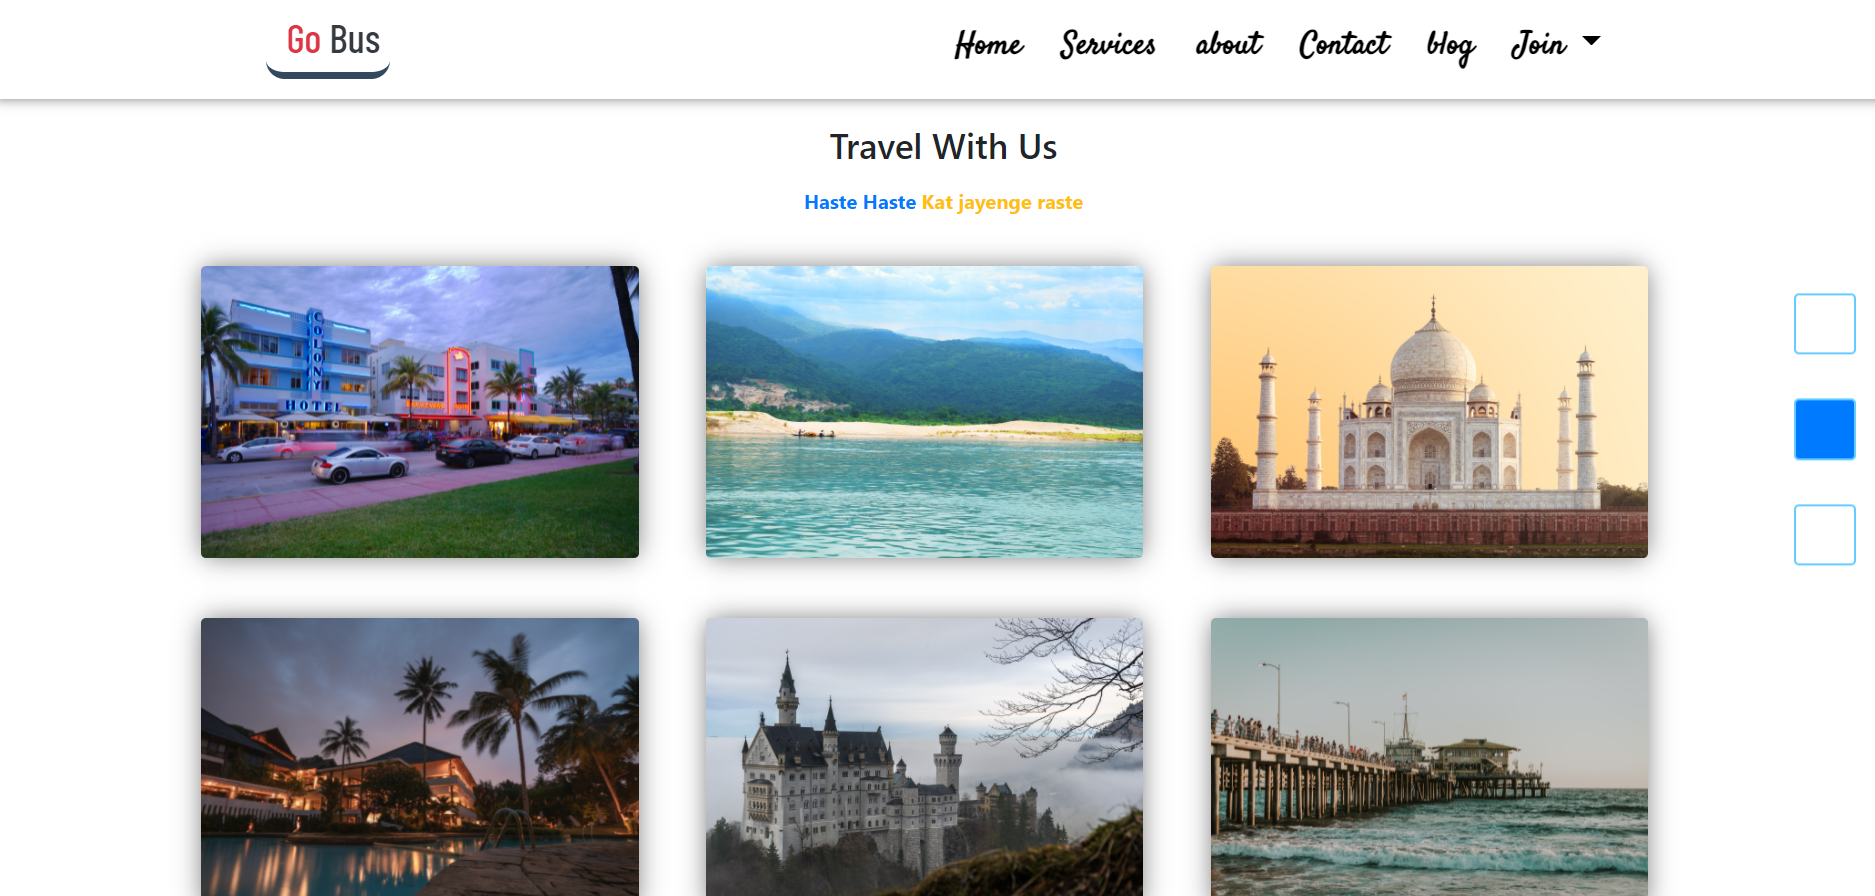 Go Bus
Home Services about Contact blog Join
Travel With Us
Haste Haste Kat jayenge raste
COLONY
HOTEL